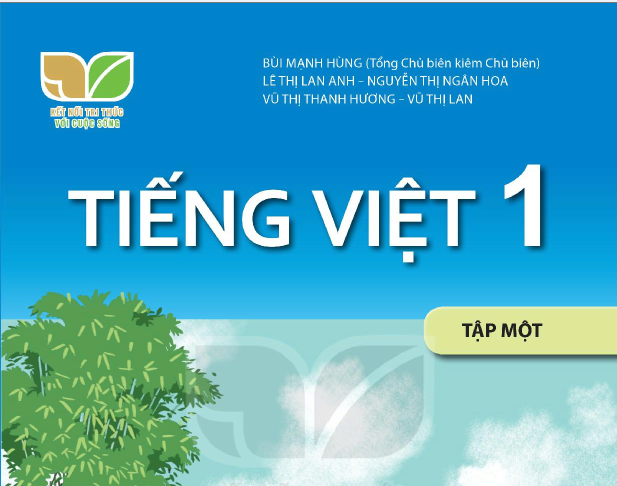 KẾT NỐI TRI THỨC
VỚI CUỘC SỐNG
BÙI MẠNH HÙNG (Tổng Chủ biên kiêm Chủ biên)
LÊ THỊ LAN ANH – NGUYỄN THỊ NGÂN HOA
VŨ THỊ THANH HƯƠNG – VŨ THỊ LAN
TIẾNG VIỆT 1
TẬP MỘT